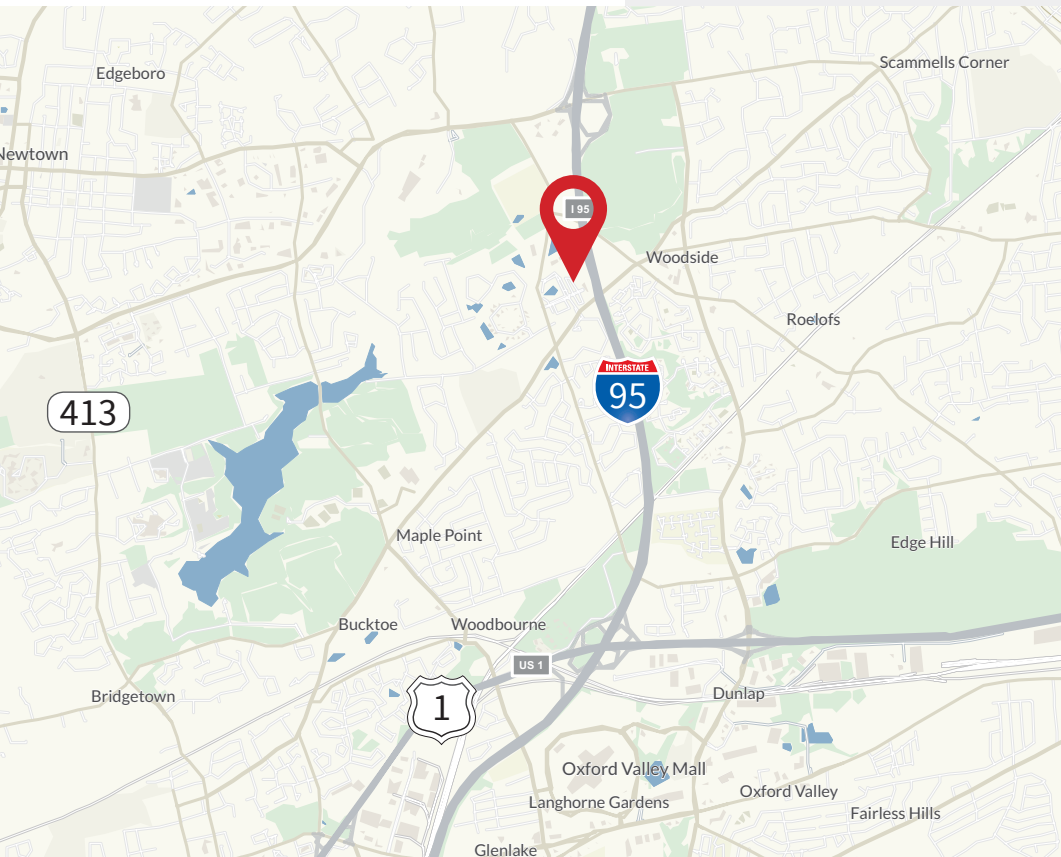 Scammells Corner
Edgeboro
Newtown
I 95
Woodside
Roelofs
INTERSTATE
95
413
Maple Point
Edge Hill
Bucktoe
Woodbourne
US 1
Bridgetown
Dunlap
1
Oxford Valley Mall
Oxford Valley
Langhorne Gardens
Fairless Hills
Glenlake